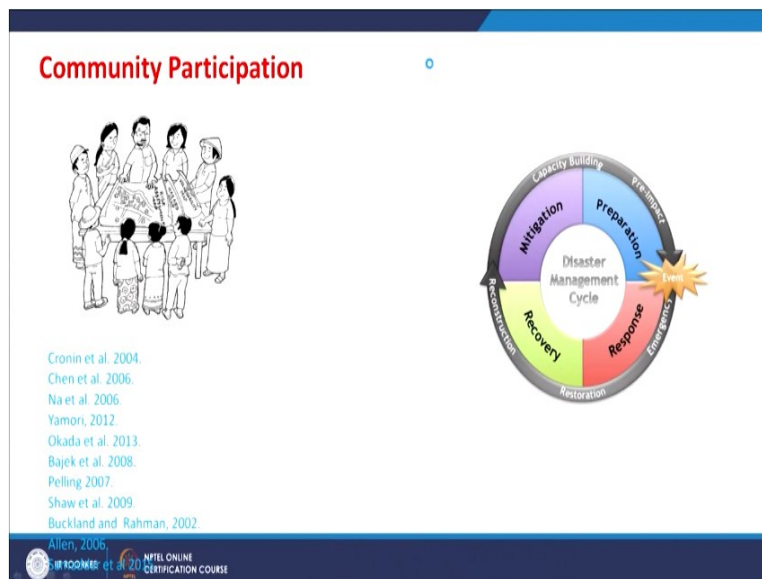 Community Participation
Cronin et al. 2004.
Chen et al. 2006.
Na et al. 2006.
Yamori, 2012.
Okada et al. 2013.
Bajek et al. 2008.
Pelling 2007.
Shaw et al. 2009.
Buckland and Rahman, 2002.
Allen, 2006.
et al
Capacity Building
Pre-Impact
Mitigation
Preparation
Disaster
Management
Cycle
Event
Recovery
Response
Reconstruction
Emergency
Restoration
NPTEL ONLINE
CERTIFICATION COURSE